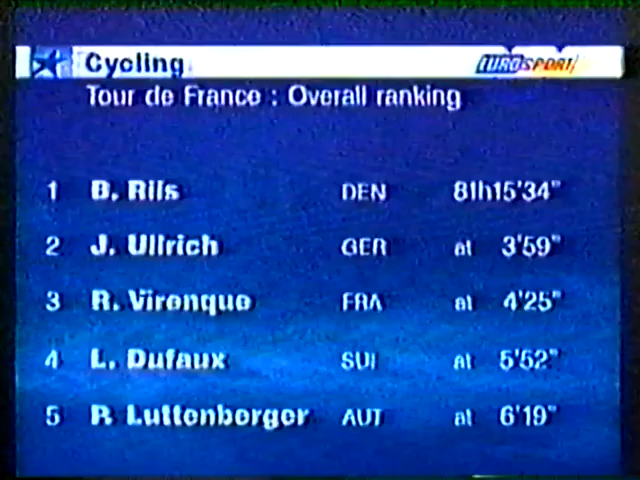 Cycling EUROSPORT
Tour de France : Overall ranking
1 B. Riis DEN 81h15'34"
2 J. Ullrich GER at 3'59"
3 R. Virenque FRA at 4'25"
4 L. Dufaux SUI at 5'52"
5 P. Luttenberger AUT at 6'19"